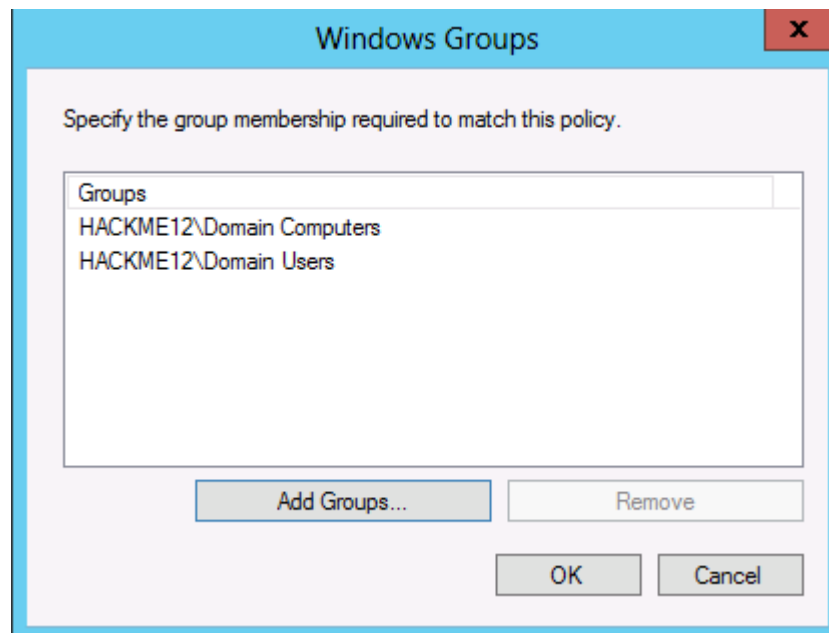 Windows Groups
x
Specify the group membership required to match this policy.
Groups
HACKME12\Domain Computers
HACKME12\Domain Users
Add Groups...
Remove
OK
Cancel